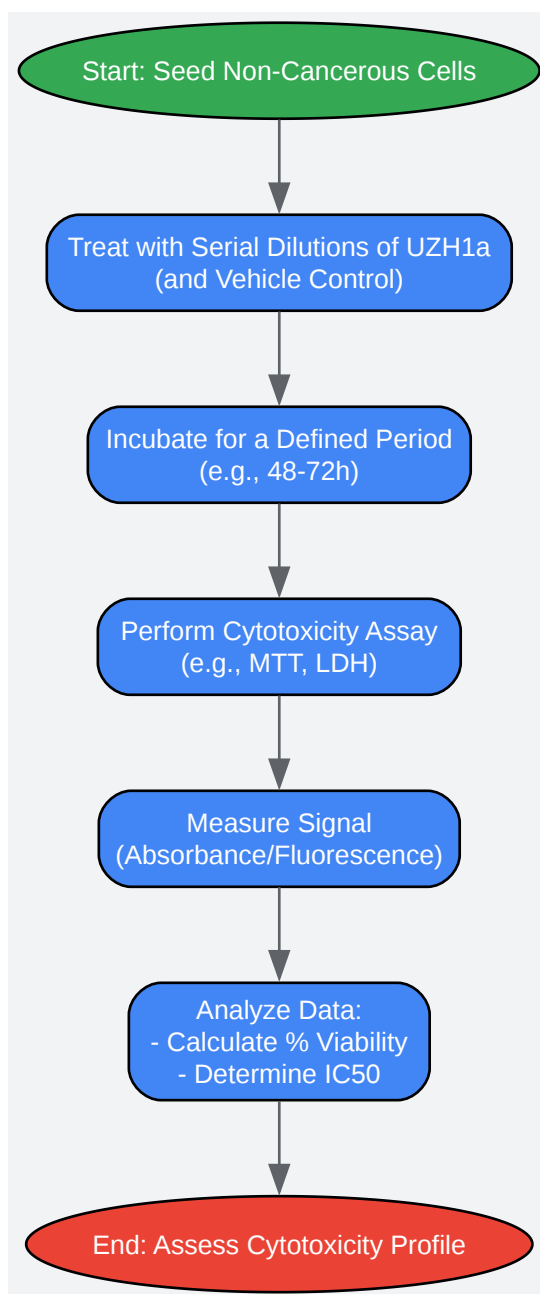 Start: Seed Non-Cancerous Cells
Treat with Serial Dilutions of UZH1a
(and Vehicle Control)
Incubate for a Defined Period
(e.g., 48-72h)
Perform Cytotoxicity Assay
(e.g., MTT, LDH)
Measure Signal
(Absorbance/Fluorescence)
Analyze Data:
- Calculate % Viability
- Determine IC50
End: Assess Cytotoxicity Profile